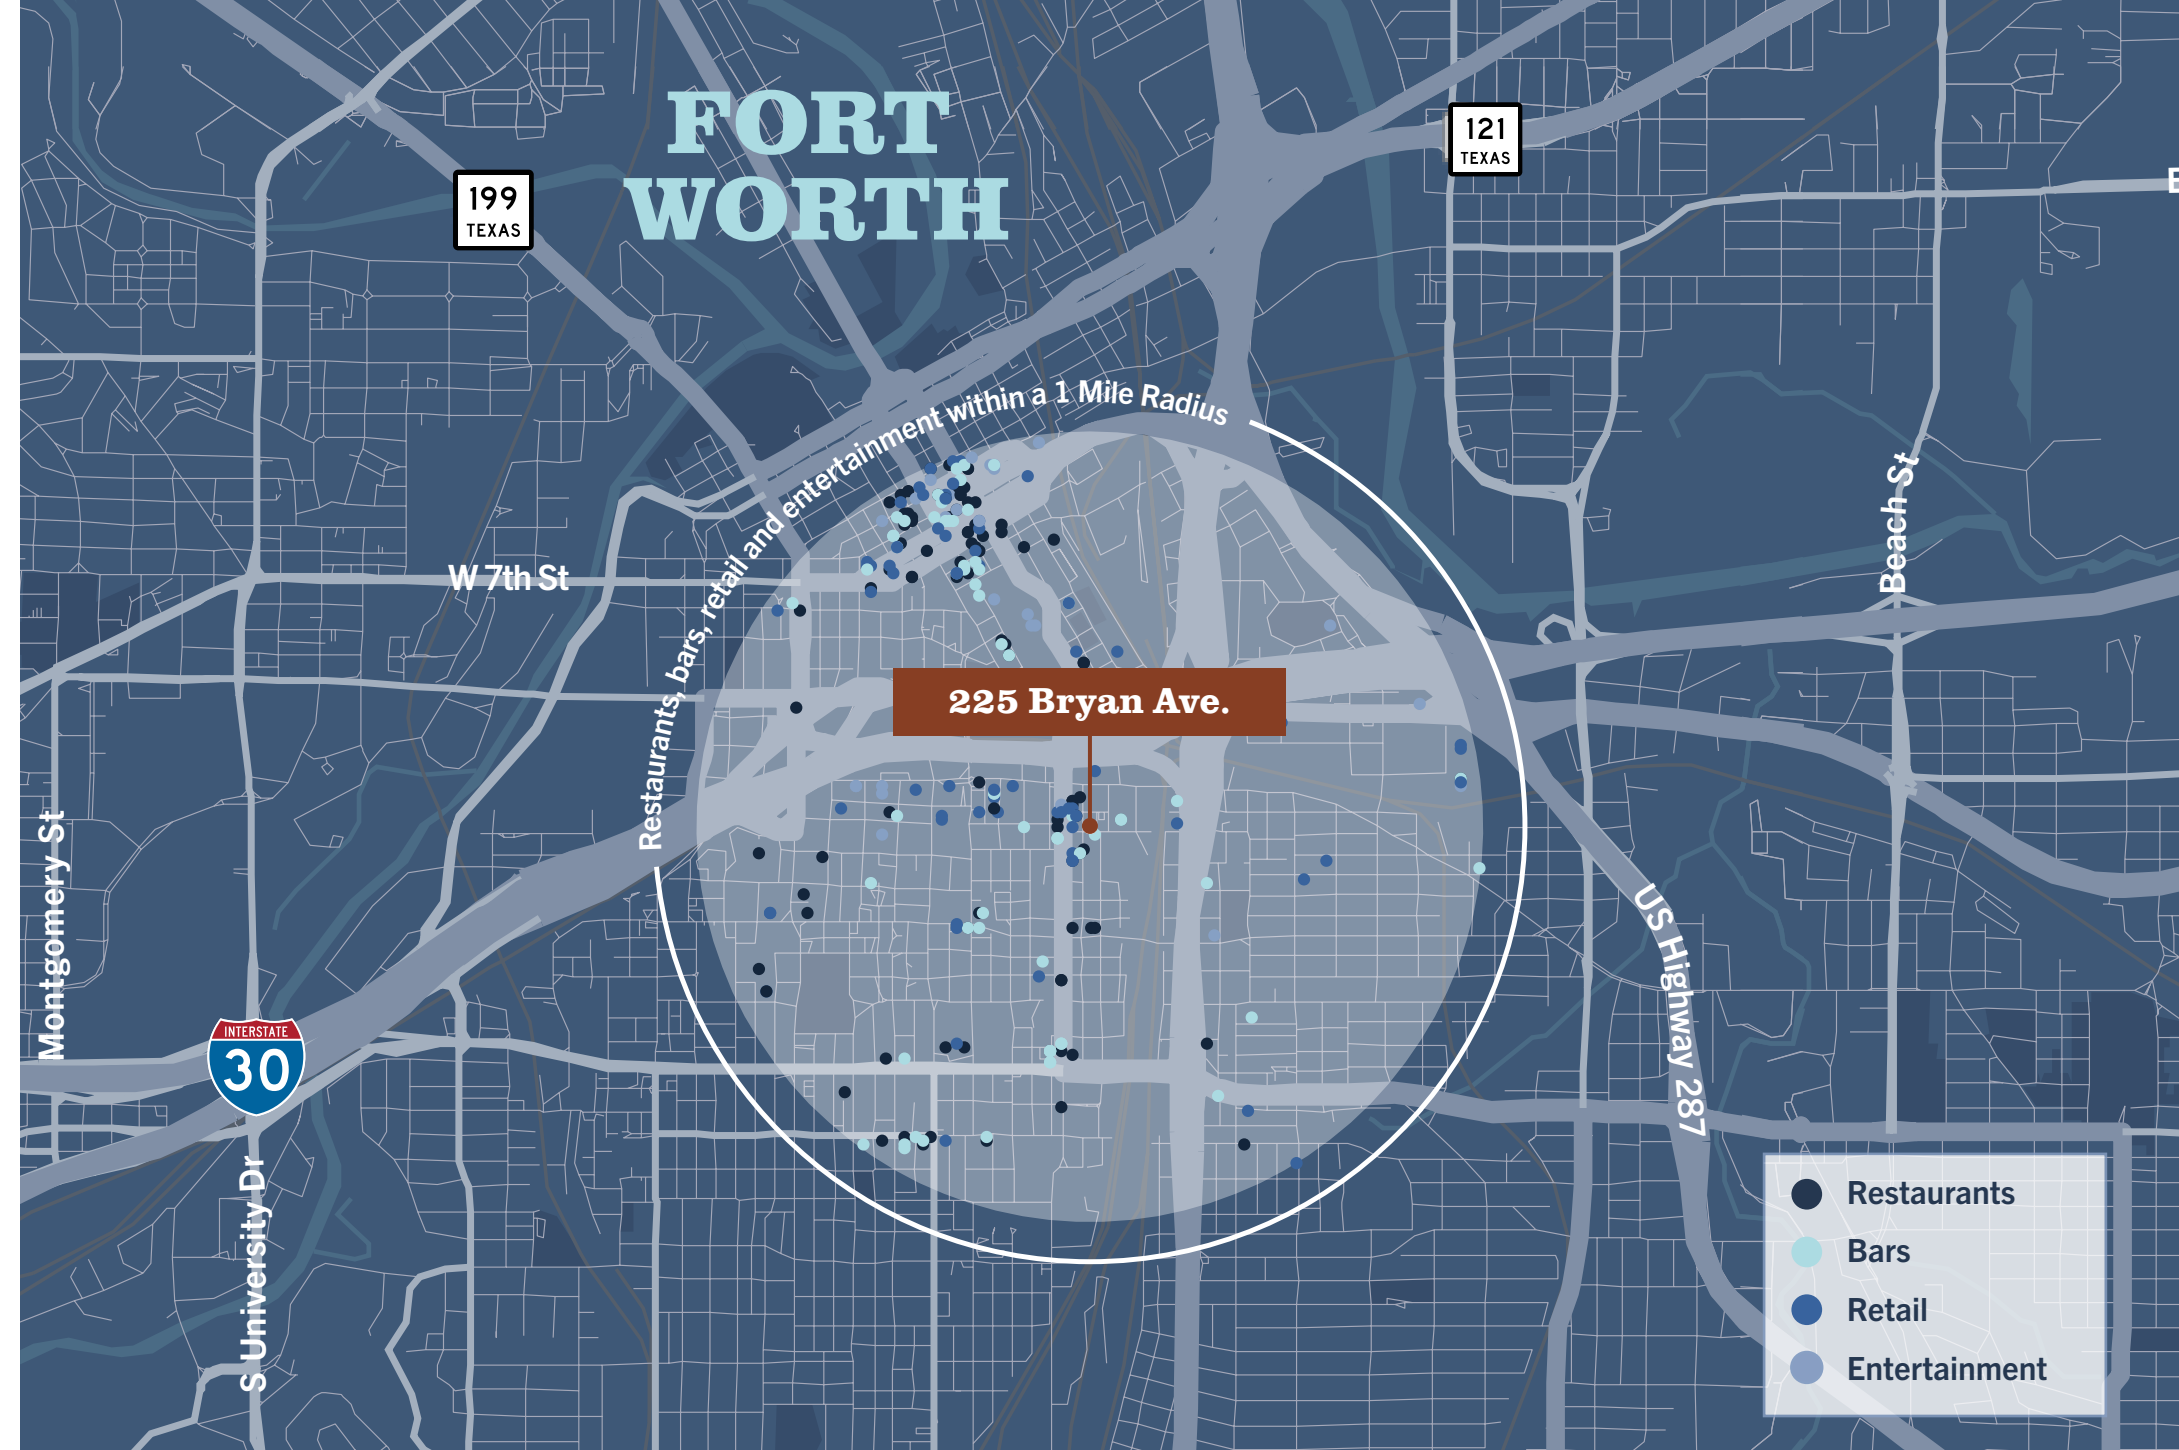 FORT
WORTH
121
TEXAS
199
TEXAS
Restaurants, bars, retail and entertainment within a 1 Mile Radius
W 7th St
Beach St
225 Bryan Ave.
Montgomery St
US Highway 287
INTERSTATE
30
S University Dr
Restaurants
Bars
Retail
Entertainment